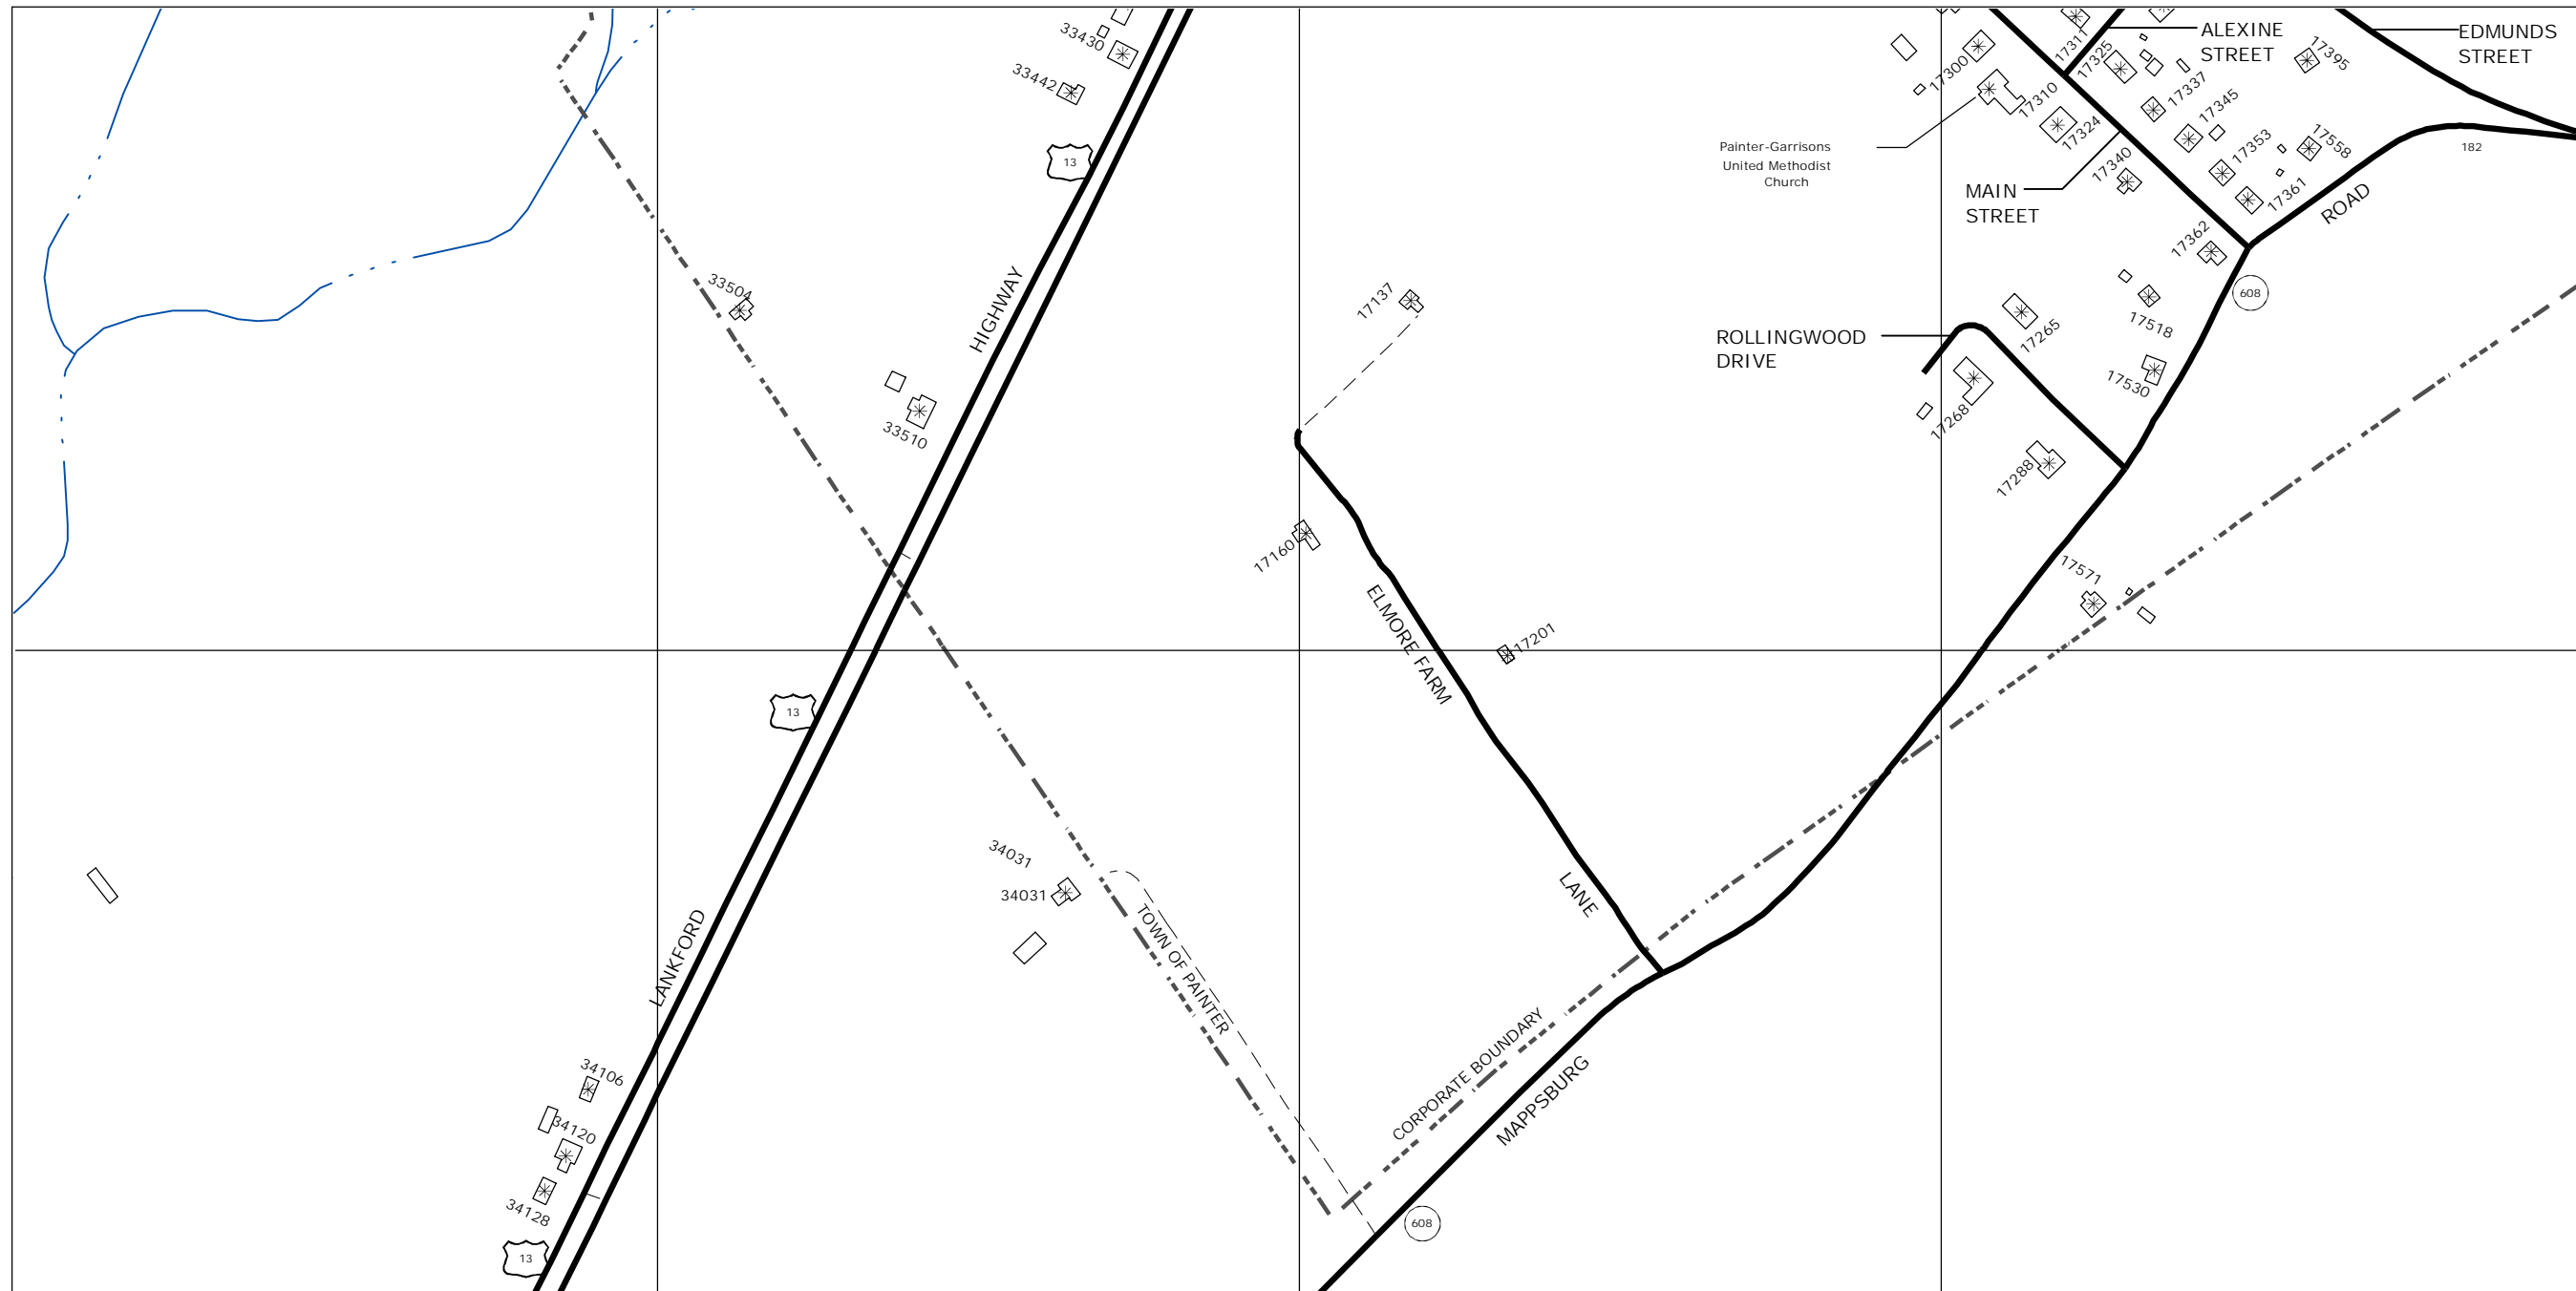 33430
33442
13
HIGHWAY
33504
33510
13
LANKFORD
34031
34031
TOWN OF PAINTER
34106
34120
34128
13
17137
17160
ELMORE FARM
LANE
17201
CORPORATE BOUNDARY
MAPPSBURG
608
17300
17310
17324
17340
17362
Painter-Garrisons
United Methodist
Church
MAIN
STREET
17311
17325
17337
17345
17353
17361
ALEXINE
STREET
17395
17558
EDMUNDS
STREET
182
ROAD
608
ROLLINGWOOD
DRIVE
17265
17268
17288
17518
17530
17571